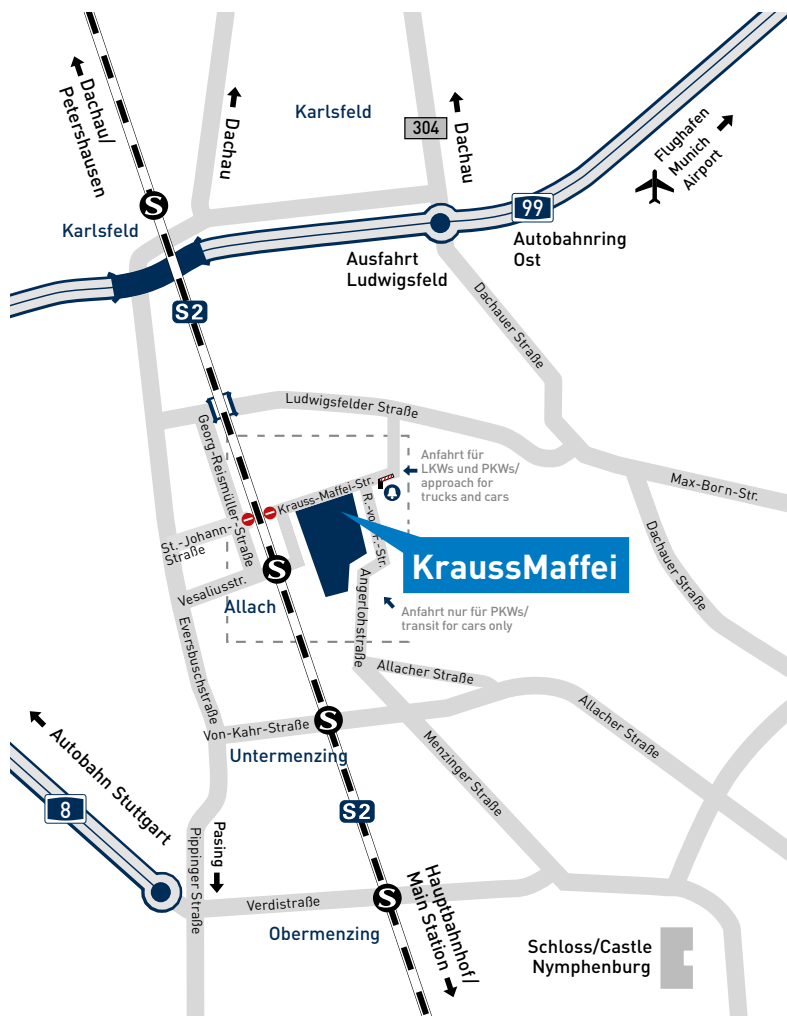 Dachau/
Petershausen
Dachau
Karlsfeld
304
Dachau
Flughafen
Munich
Airport
S
Karlsfeld
99
Autobahnring
Ost
Ausfahrt
Ludwigsfeld
S2
Dachauer Straße
Ludwigsfelder Straße
Georg-Reismüller-Straße
Anfahrt für
LKWs und PKWs/
approach for
trucks and cars
Krauss-Maffei-Str.
Max-Born-Str.
St.-Johann-
Straße
Dachauer Straße
KraussMaffei
S
Vesaliusstr.
Allach
Angerlohstraße
Anfahrt nur für PKWs/
transit for cars only
Eversbuschstraße
Allacher Straße
Allacher Straße
Von-Kahr-Straße
S
Untermenzing
Menzinger Straße
Autobahn Stuttgart
8
S2
Pasing
Pippinger Straße
Verdistraße
S
Hauptbahnhof/
Main Station
Obermenzing
Schloss/Castle
Nymphenburg